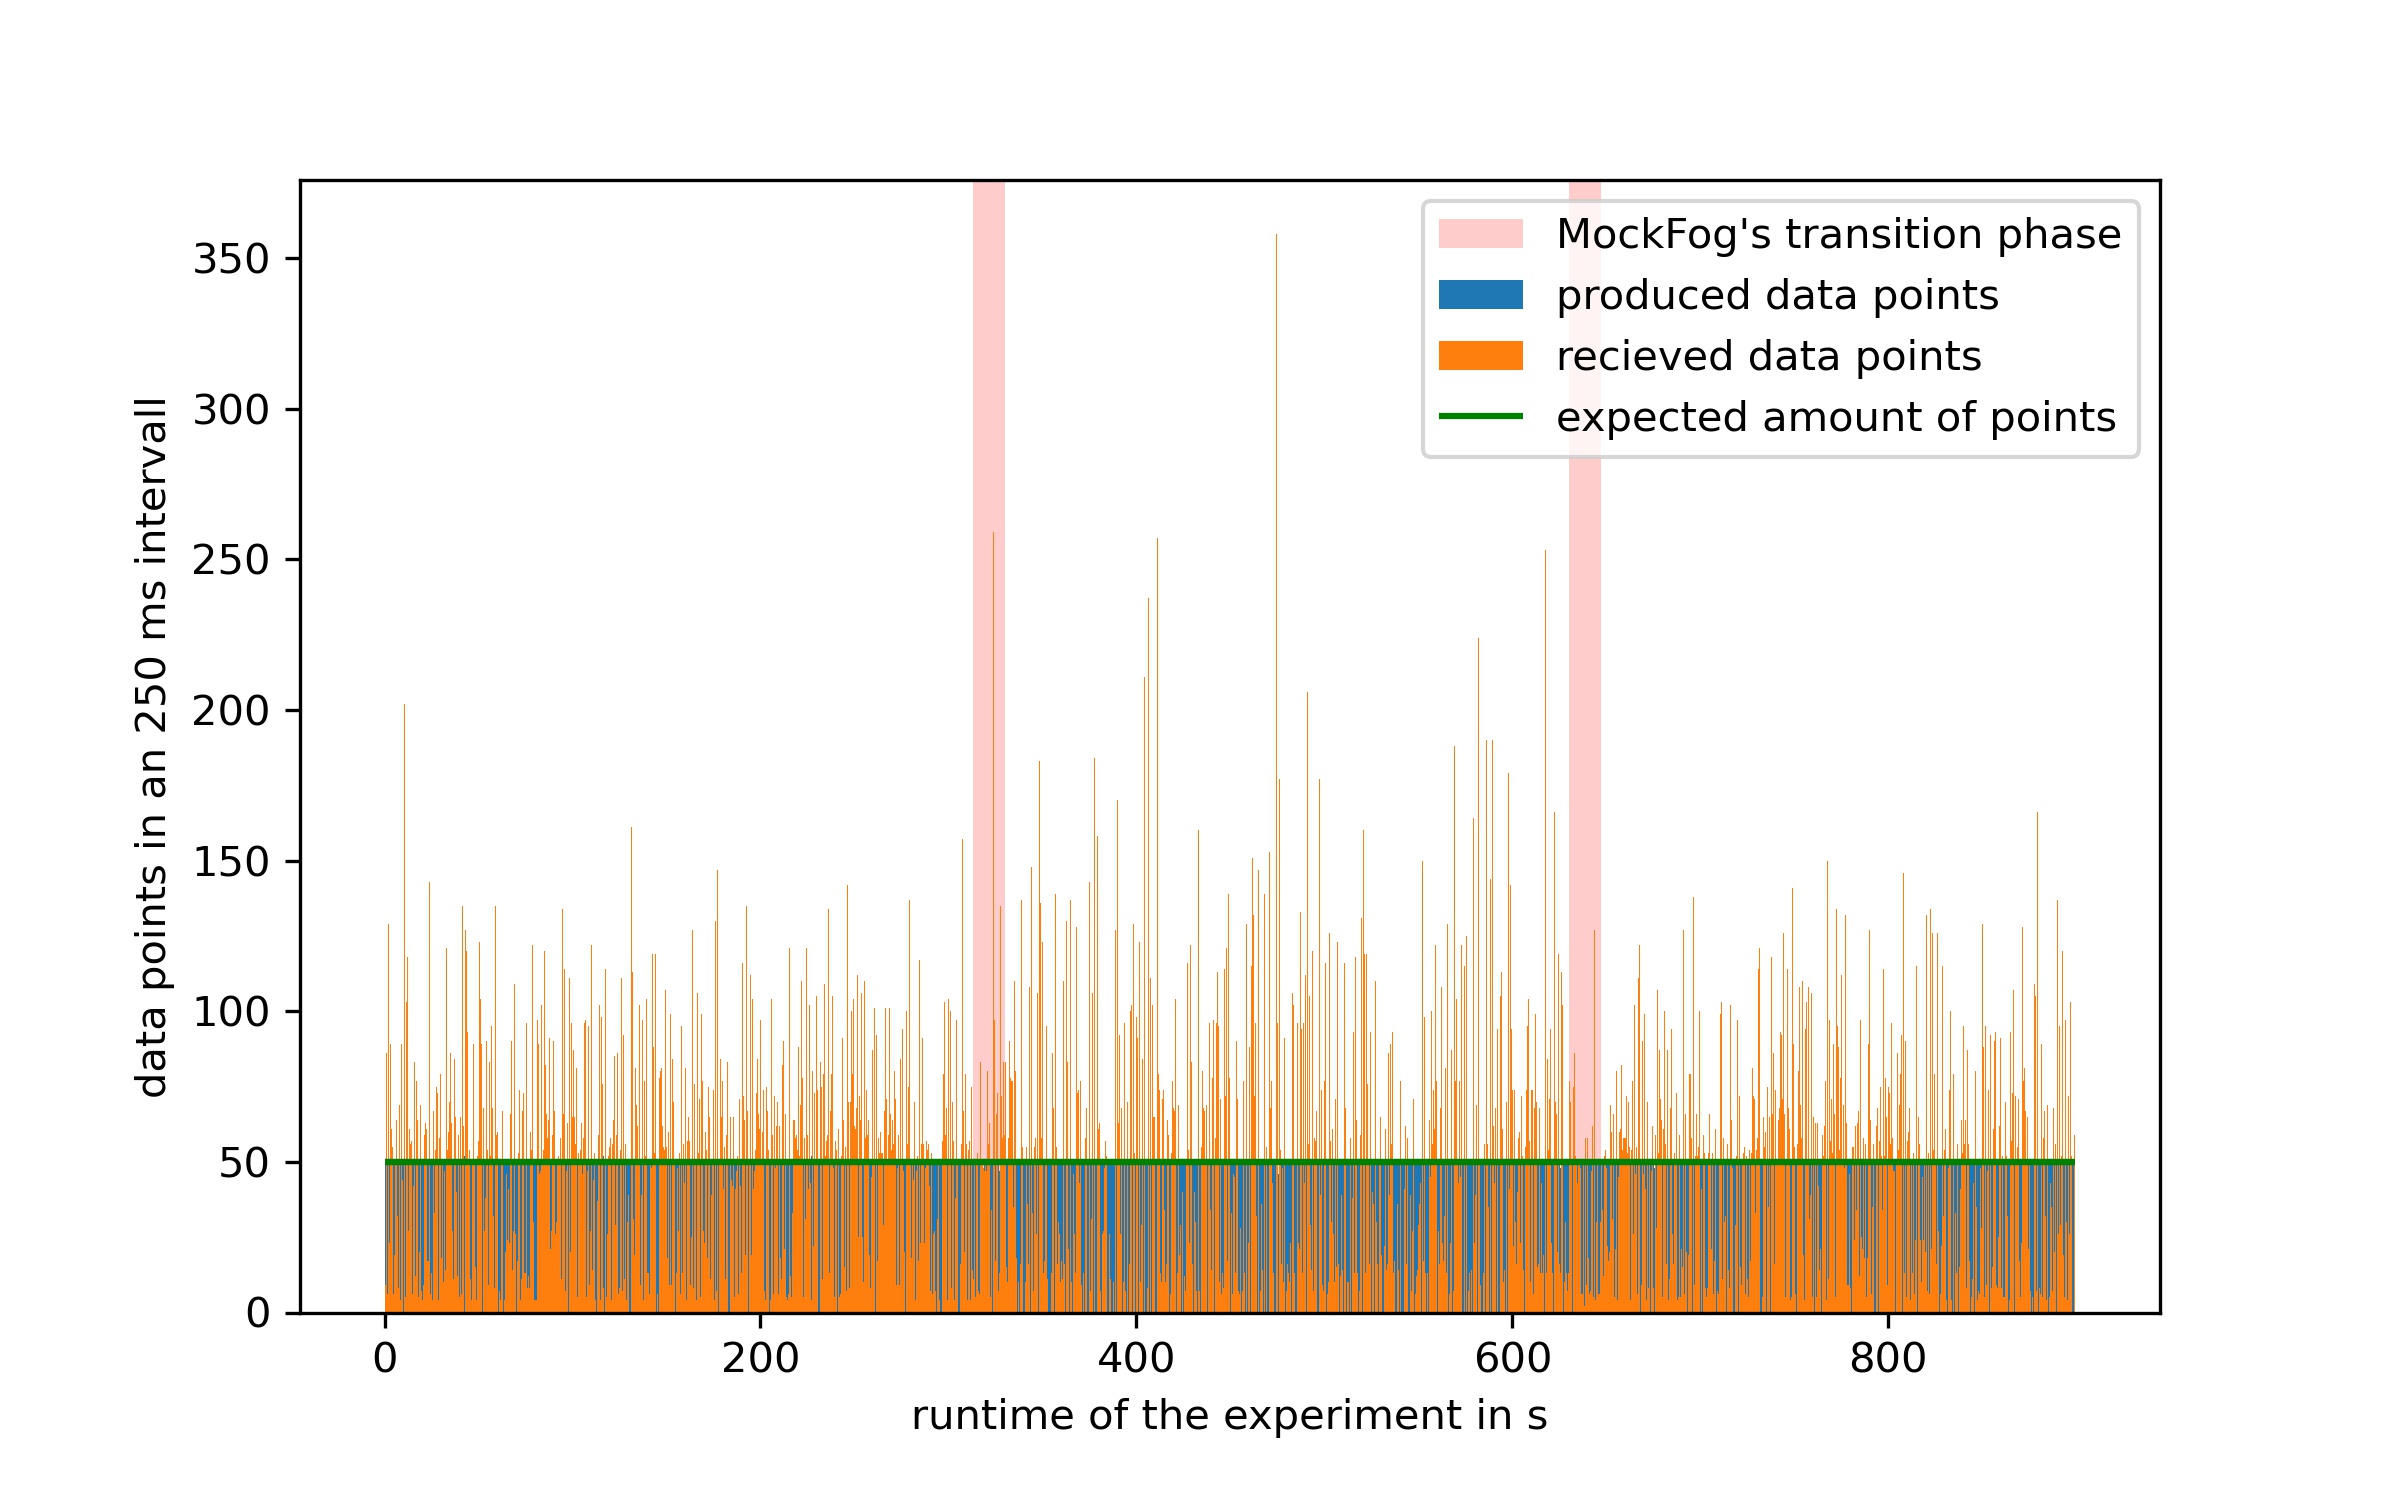 MockFog's transition phase
produced data points
recieved data points
expected amount of points
350
300
250
200
150
100
50
0
data points in an 250 ms intervall
0 200 400 600 800
runtime of the experiment in s